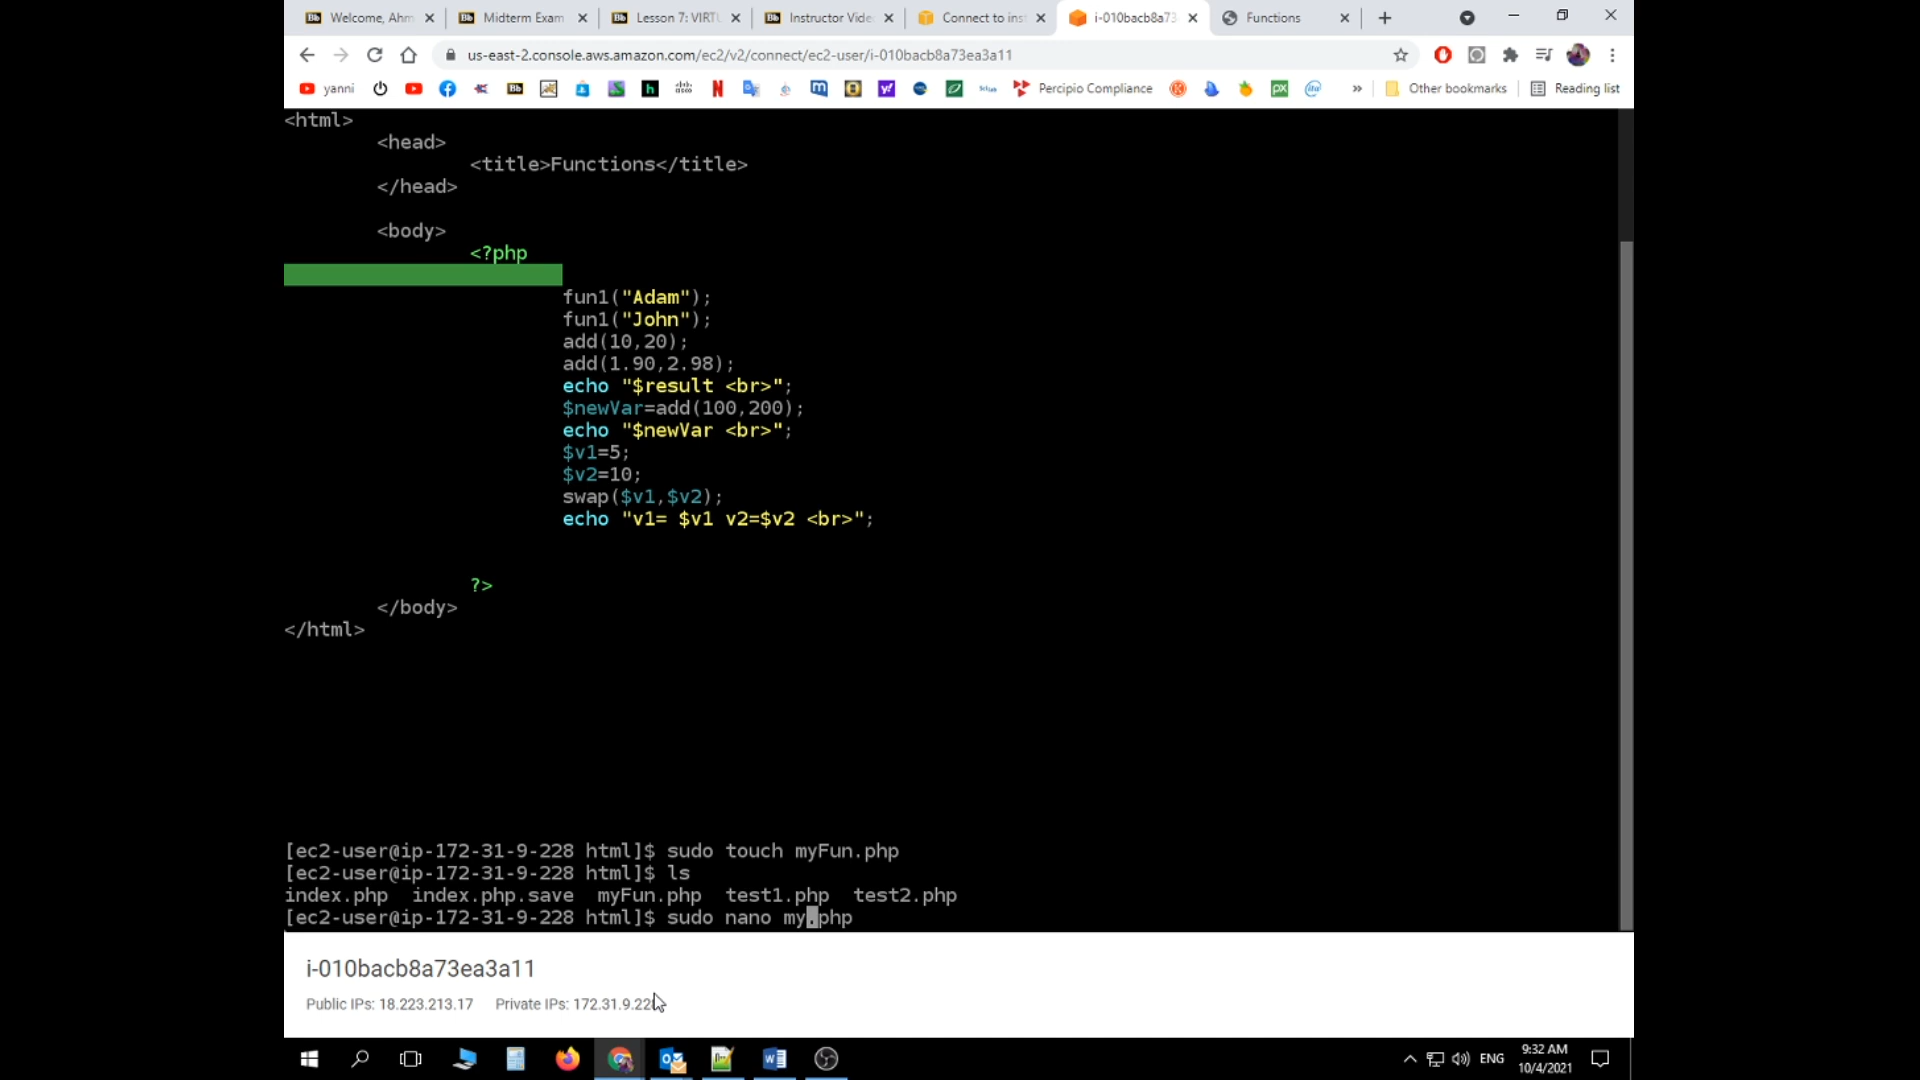 Welcome, Ahm
Midterm Exam
Lesson 7: VIRTU
Instructor Vide
Connect to inst
i-010bacb8a73
Functions
us-east-2.console.aws.amazon.com/ec2/v2/connect/ec2-user/i-010bacb8a73ea3a11
yanni
Percipio Compliance
Other bookmarks
Reading list
<html>
<head>
<title>Functions</title>
</head>
<body>
<?php
fun1("Adam");
fun1("John");
add(10,20);
add(1.90,2.98);
echo "$result <br>";
$newVar=add(100,200);
echo "$newVar <br>";
$v1=5;
$v2=10;
swap($v1,$v2);
echo "v1= $v1 v2=$v2 <br>";
?>
</body>
</html>
[ec2-user@ip-172-31-9-228 html]$ sudo touch myFun.php
[ec2-user@ip-172-31-9-228 html]$ ls
index.php index.php.save myFun.php test1.php test2.php
[ec2-user@ip-172-31-9-228 html]$ sudo nano my.php
i-010bacb8a73ea3a11
Public IPs: 18.223.213.17 Private IPs: 172.31.9.22
ENG
9:32 AM
10/4/2021